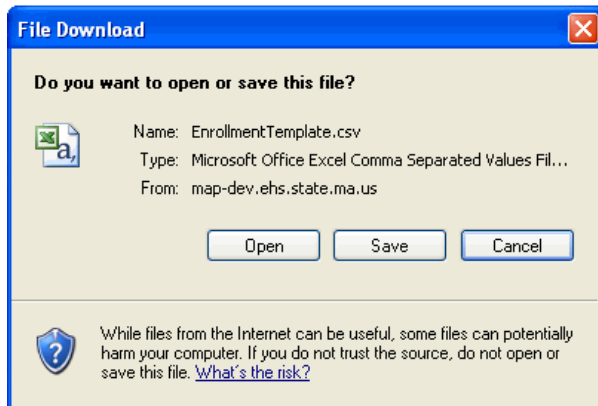 File Download
Do you want to open or save this file?
Name: EnrollmentTemplate.csv
Type: Microsoft Office Excel Comma Separated Values Fil...
From: map-dev.ehs.state.ma.us
Open Save Cancel
While files from the Internet can be useful, some files can potentially
harm your computer. If you do not trust the source, do not open or
save this file. What's the risk?